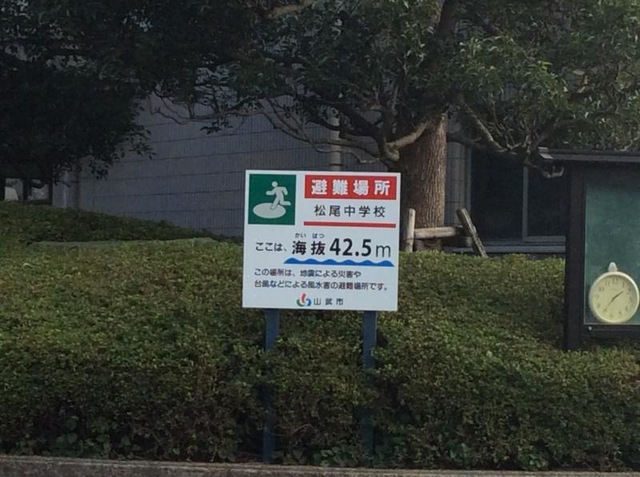 避難場所
松尾中学校
かい ばつ
ここは、海抜 42.5m
この場所は、地震による災害や
台風などによる風水害の避難場所です。
山武市